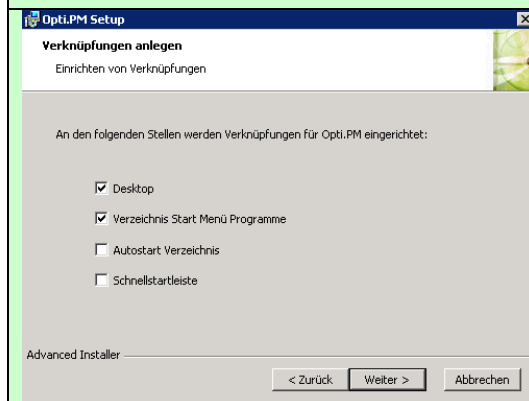 Opti.PM Setup
Verknüpfungen anlegen
Einrichten von Verknüpfungen
An den folgenden Stellen werden Verknüpfungen für Opti.PM eingerichtet:
Desktop
Verzeichnis Start Menü Programme
Autostart Verzeichnis
Schnellstartleiste
Advanced Installer
< Zurück Weiter > Abbrechen